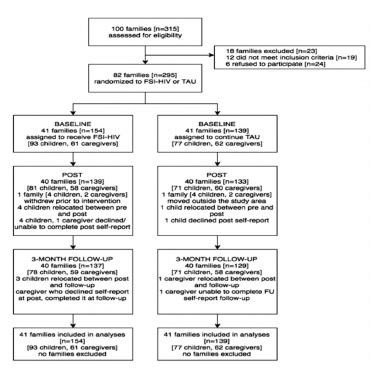 100 families [n=315]
assessed for eligibility
18 families excluded [n=23]
12 did not meet inclusion criteria [n=19]
6 refused to participate [n=24]
82 families [n=295]
randomized to FSI-HIV or TAU
BASELINE
41 families [n=154]
assigned to receive FSI-HIV
[93 children, 61 caregivers]
BASELINE
41 families [n=139]
assigned to continue TAU
[77 children, 62 caregivers]
POST
40 families [n=139]
[81 children, 58 caregivers]
1 family [4 children, 2 caregivers]
withdrew prior to intervention
4 children relocated between pre
and post
4 children, 1 caregiver declined/
unable to complete post self-report
POST
40 families [n=133]
[71 children, 60 caregivers]
1 family [4 children, 2 caregivers]
moved outside the study area
1 child relocated between pre
and post
1 child declined post self-report
3-MONTH FOLLOW-UP
40 families [n=137]
[78 children, 59 caregivers]
3 children relocated between post
and follow-up
caregiver who declined self-report
at post, completed it at follow-up
3-MONTH FOLLOW-UP
40 families [n=129]
[71 children, 58 caregivers]
1 caregiver relocated between post
and follow-up
1 caregiver unable to complete FU
self-report follow-up
41 families included in analyses
[n=154]
[93 children, 61 caregivers]
no families excluded
41 families included in analyses
[n=139]
[77 children, 62 caregivers]
no families excluded